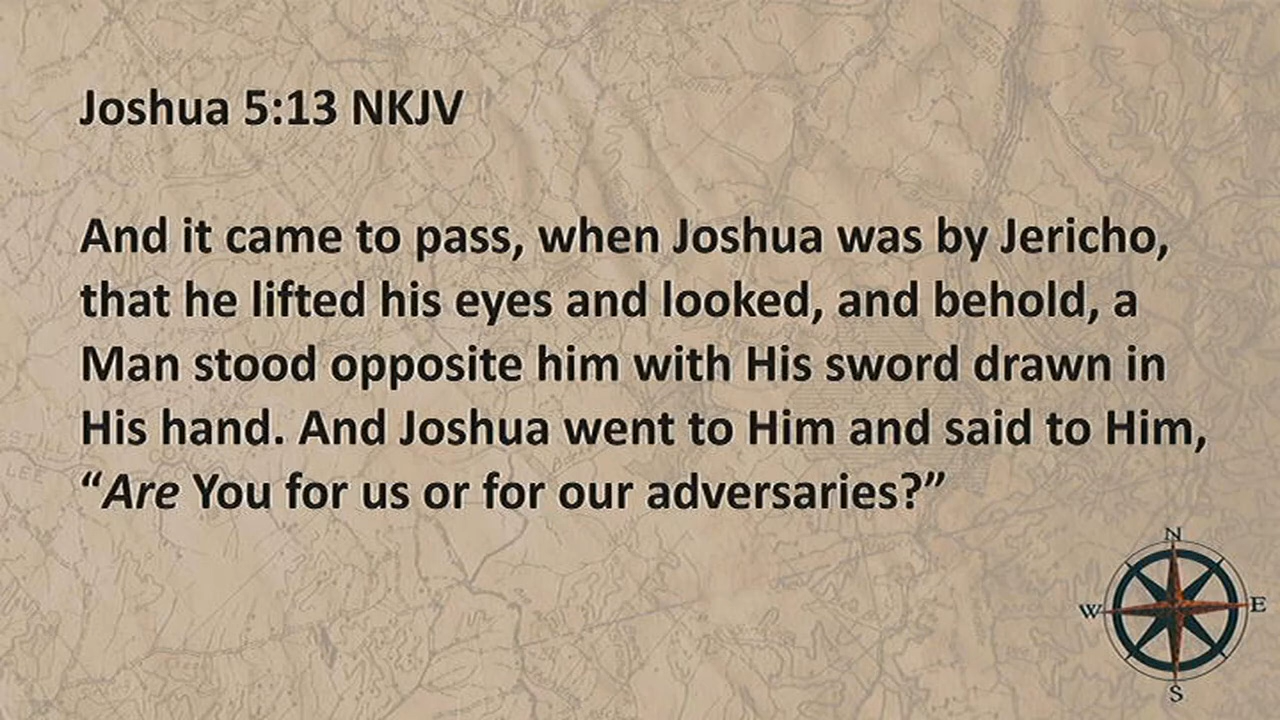 Joshua 5:13 NKJV
And it came to pass, when Joshua was by Jericho,
that he lifted his eyes and looked, and behold, a
Man stood opposite him with His sword drawn in
His hand. And Joshua went to Him and said to Him,
“Are You for us or for our adversaries?”
N
W E
S